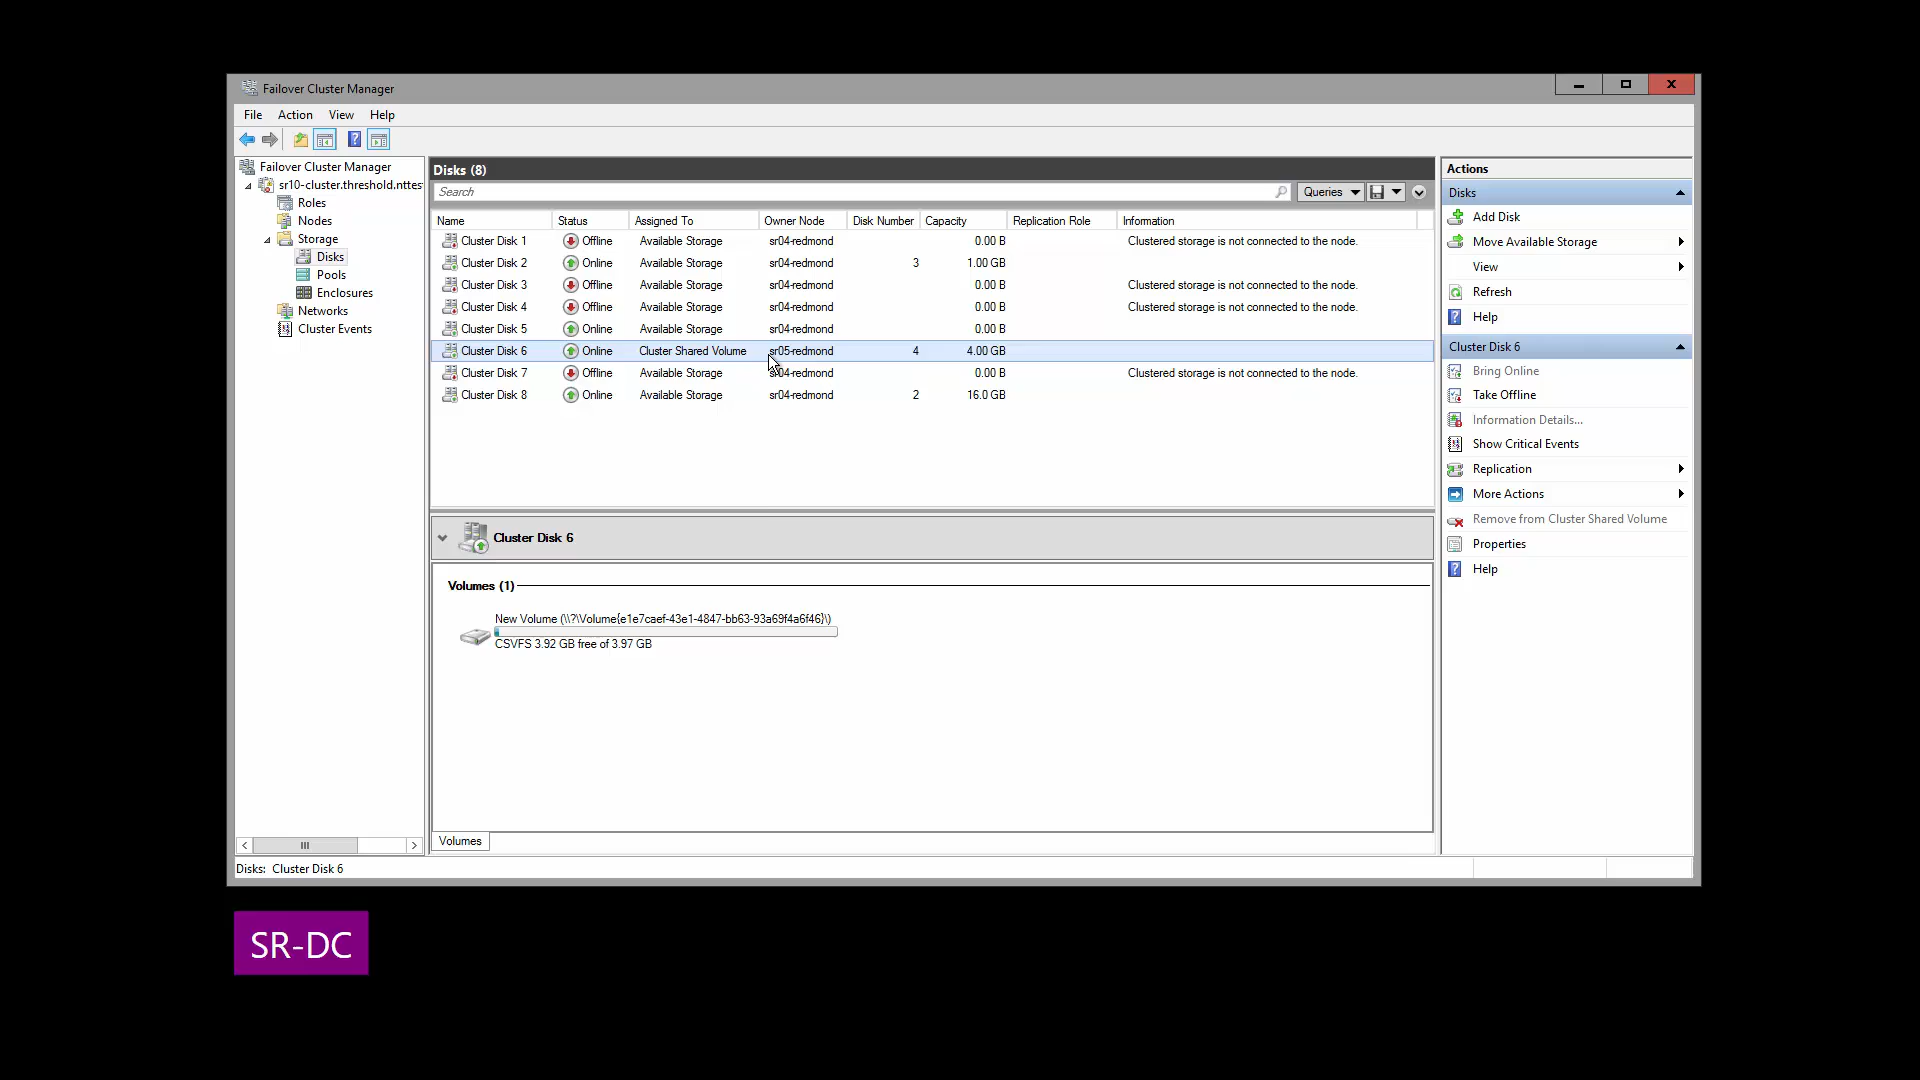 Failover Cluster Manager
File Action View Help
Failover Cluster Manager
sr10-cluster.threshold.nttes
Roles
Nodes
Storage
Disks
Pools
Enclosures
Networks
Cluster Events
Disks (8)
Search
Queries
Name Status Assigned To Owner Node Disk Number Capacity Replication Role Information
Cluster Disk 1 Offline Available Storage sr04-redmond 0.00 B Clustered storage is not connected to the node.
Cluster Disk 2 Online Available Storage sr04-redmond 3 1.00 GB
Cluster Disk 3 Offline Available Storage sr04-redmond 0.00 B Clustered storage is not connected to the node.
Cluster Disk 4 Offline Available Storage sr04-redmond 0.00 B Clustered storage is not connected to the node.
Cluster Disk 5 Online Available Storage sr04-redmond 0.00 B
Cluster Disk 6 Online Cluster Shared Volume sr05-redmond 4 4.00 GB
Cluster Disk 7 Offline Available Storage sr04-redmond 0.00 B Clustered storage is not connected to the node.
Cluster Disk 8 Online Available Storage sr04-redmond 2 16.0 GB
Cluster Disk 6
Volumes (1)
New Volume (\\?\Volume{e1e7caef-43e1-4847-bb63-93a69f4a6f46}\)
CSVFS 3.92 GB free of 3.97 GB
Volumes
Actions
Disks
Add Disk
Move Available Storage
View
Refresh
Help
Cluster Disk 6
Bring Online
Take Offline
Information Details...
Show Critical Events
Replication
More Actions
Remove from Cluster Shared Volume
Properties
Help
Disks: Cluster Disk 6
SR-DC